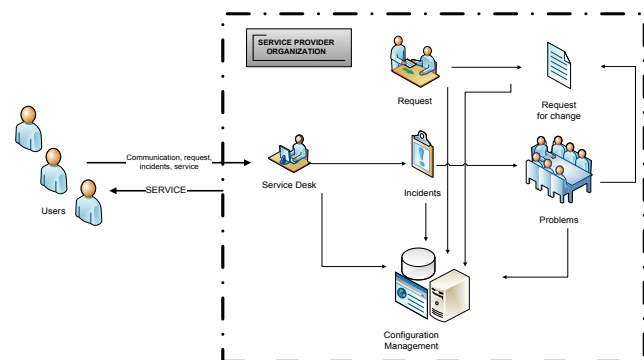 SERVICE PROVIDER
ORGANIZATION
Request
Request
for change
Communication, request,
incidents, service
SERVICE
Users
Service Desk
Incidents
Problems
Configuration
Management